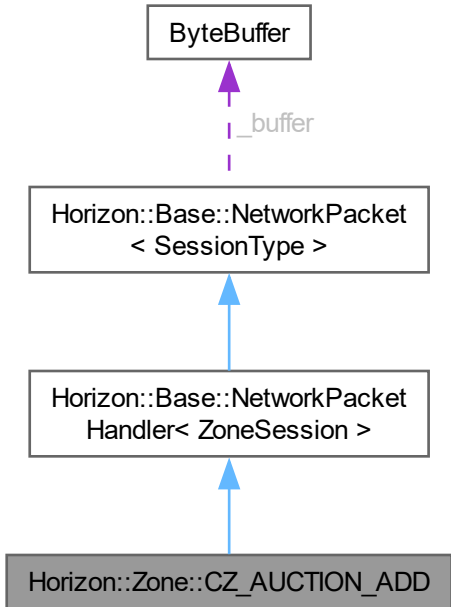 ByteBuffer
_buffer
Horizon::Base::NetworkPacket
< SessionType >
Horizon::Base::NetworkPacket
Handler< ZoneSession >
Horizon::Zone::CZ_AUCTION_ADD